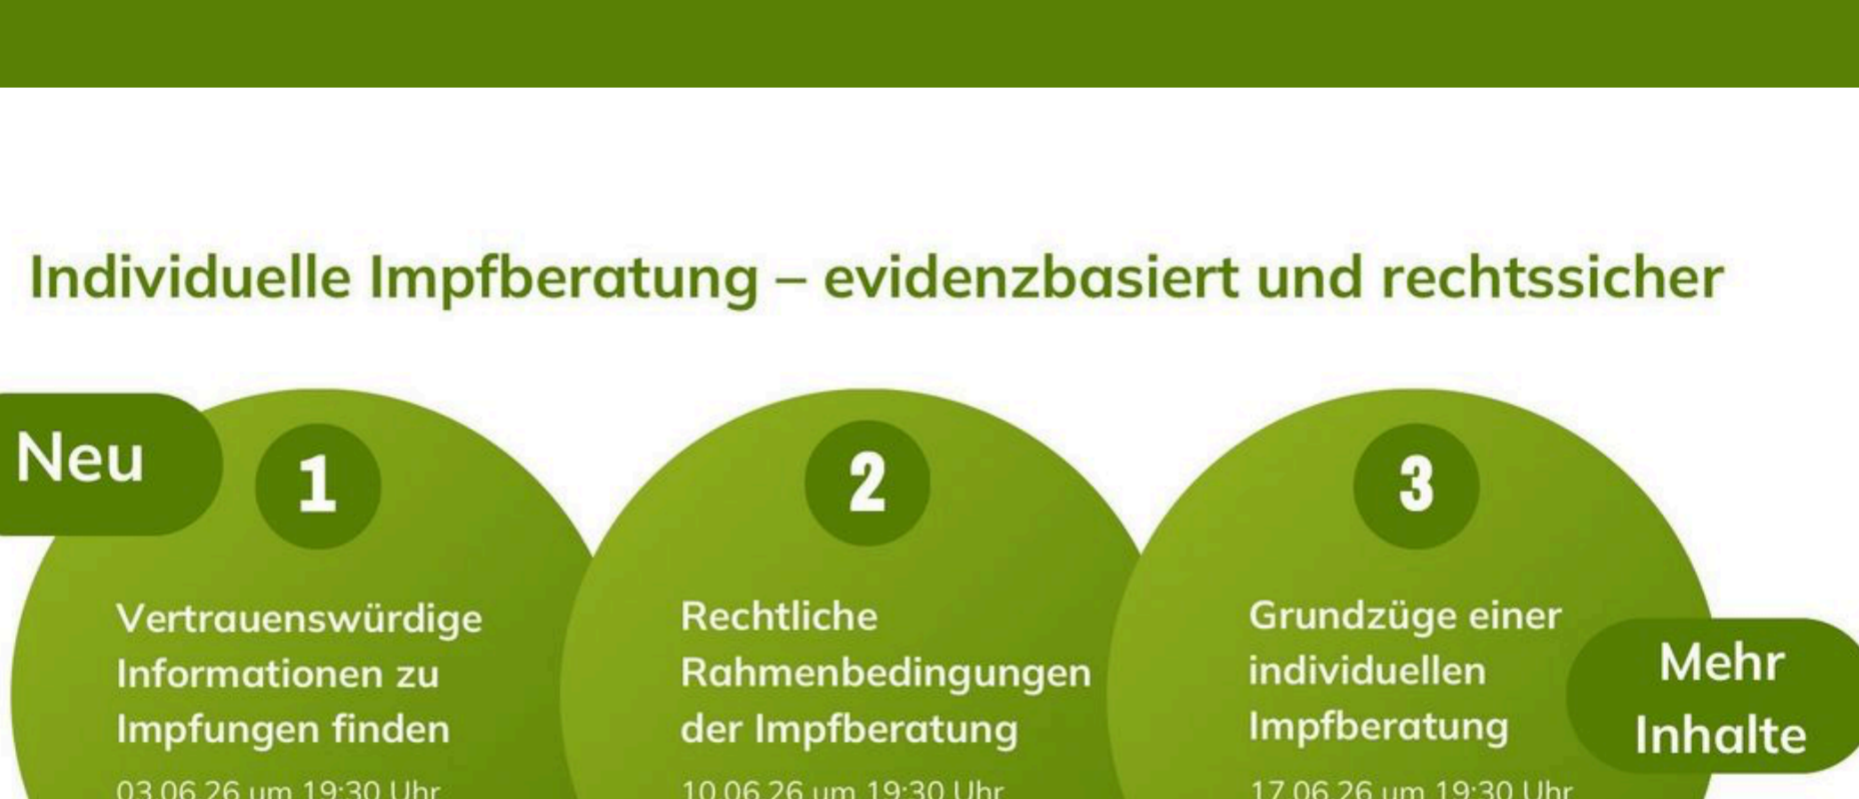 Individuelle Impfberatung – evidenzbasiert und rechtssicher
Neu
1
Vertrauenswürdige
Informationen zu
Impfungen finden
03.06.26 um 19:30 Uhr
2
Rechtliche
Rahmenbedingungen
der Impfberatung
10.06.26 um 19:30 Uhr
3
Grundzüge einer
individuellen
Impfberatung
17.06.26 um 19:30 Uhr
Mehr
Inhalte